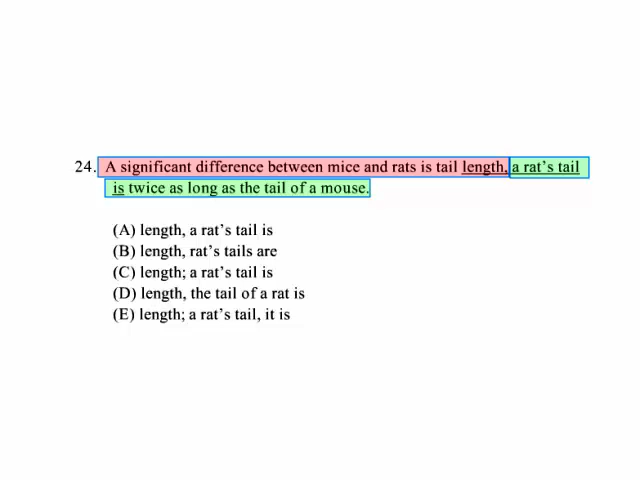 24. A significant difference between mice and rats is tail length, a rat's tail
is twice as long as the tail of a mouse.
(A) length, a rat's tail is
(B) length, rat's tails are
(C) length; a rat's tail is
(D) length, the tail of a rat is
(E) length; a rat's tail, it is